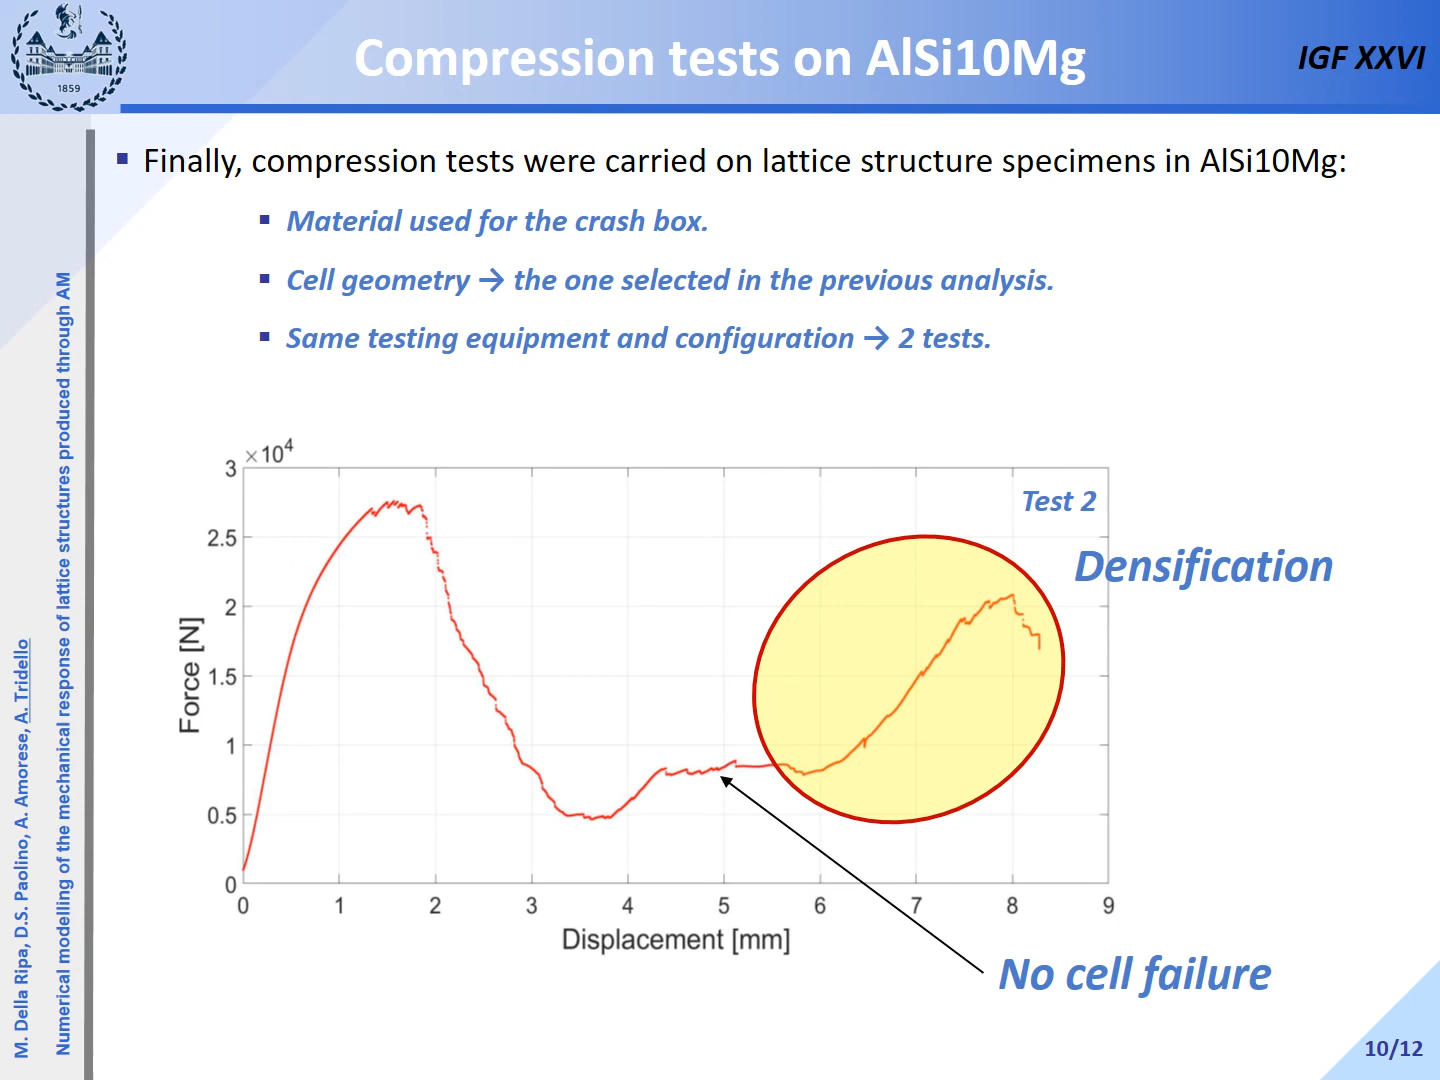 1859
Compression tests on AlSi10Mg
IGF XXVI
▪ Finally, compression tests were carried on lattice structure specimens in AlSi10Mg:
▪ Material used for the crash box.
▪ Cell geometry → the one selected in the previous analysis.
▪ Same testing equipment and configuration → 2 tests.
M. Della Ripa, D.S. Paolino, A. Amorese, A. Tridello
Numerical modelling of the mechanical response of lattice structures produced through AM
×10⁴
3
2.5
2
1.5
1
0.5
0
Force [N]
0 1 2 3 4 5 6 7 8 9
Displacement [mm]
Test 2
Densification
No cell failure
10/12